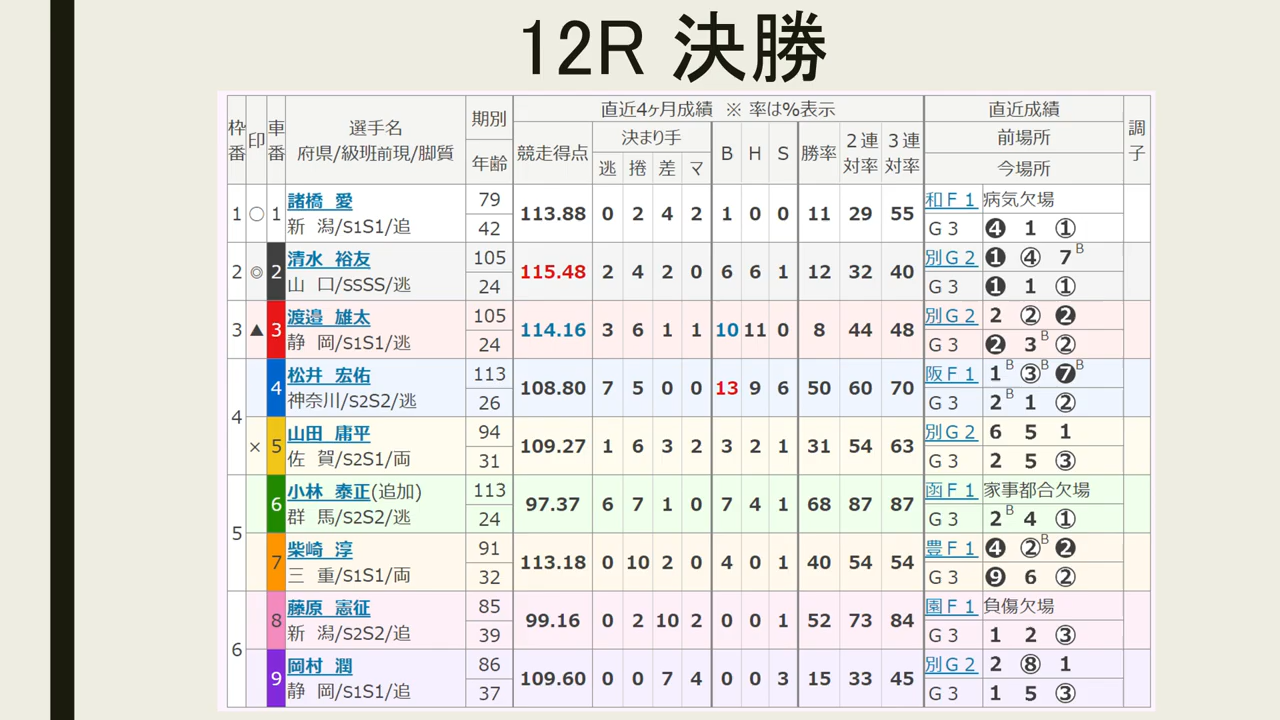 12R 決勝
枠番 印 車番 選手名 期別 直近4ヶ月成績 ※ 率は%表示 直近成績 調子
府県/級班前現/脚質 年齢 競走得点 決まり手 B H S 勝率 2連対率 3連対率 前場所
逃 捲 差 マ 今場所
1 ○ 1 諸橋 愛 79 113.88 0 2 4 2 1 0 0 11 29 55 和F1 病気欠場
新 潟/S1S1/追 42 G3 ❹ 1 ①
2 ◎ 2 清水 裕友 105 115.48 2 4 2 0 6 6 1 12 32 40 別G2 ❶ ④ 7B
山 口/SSSS/逃 24 G3 ❶ 1 ①
3 ▲ 3 渡邉 雄太 105 114.16 3 6 1 1 10 11 0 8 44 48 別G2 2 ② ❷
静 岡/S1S1/逃 24 G3 ❷ 3B ②
4 4 松井 宏佑 113 108.80 7 5 0 0 13 9 6 50 60 70 阪F1 1B ③B ❼B
神奈川/S2S2/逃 26 G3 2B 1 ②
× 5 山田 庸平 94 109.27 1 6 3 2 3 2 1 31 54 63 別G2 6 5 1
佐 賀/S2S1/両 31 G3 2 5 ③
5 6 小林 泰正(追加) 113 97.37 6 7 1 0 7 4 1 68 87 87 函F1 家事都合欠場
群 馬/S2S2/逃 24 G3 2B 4 ①
7 柴崎 淳 91 113.18 0 10 2 0 4 0 1 40 54 54 豊F1 ❹ ②B ❷
三 重/S1S1/両 32 G3 ❾ 6 ②
6 8 藤原 憲征 85 99.16 0 2 10 2 0 0 1 52 73 84 園F1 負傷欠場
新 潟/S2S2/追 39 G3 1 2 ③
9 岡村 潤 86 109.60 0 0 7 4 0 0 3 15 33 45 別G2 2 ⑧ 1
静 岡/S1S1/追 37 G3 1 5 ③